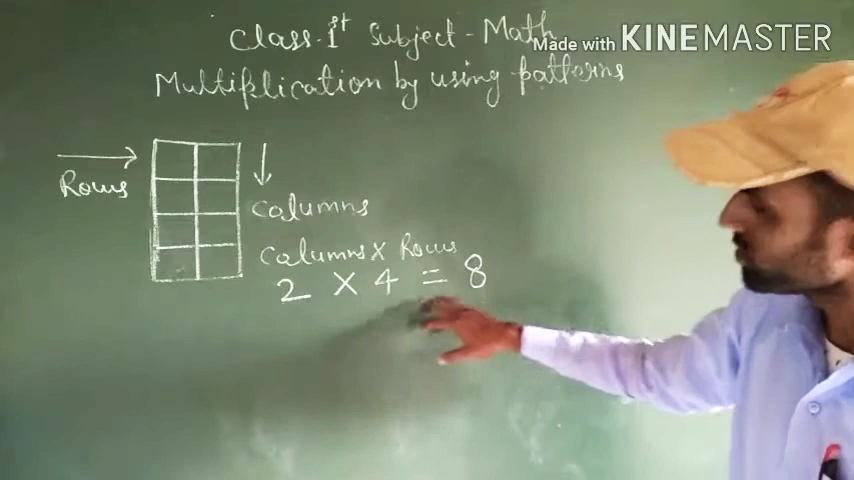 Class-1st Subject - Math
Made with KINEMASTER
Multiplication by using patterns
Rows
Columns
Columns X Rows
2 X 4 = 8